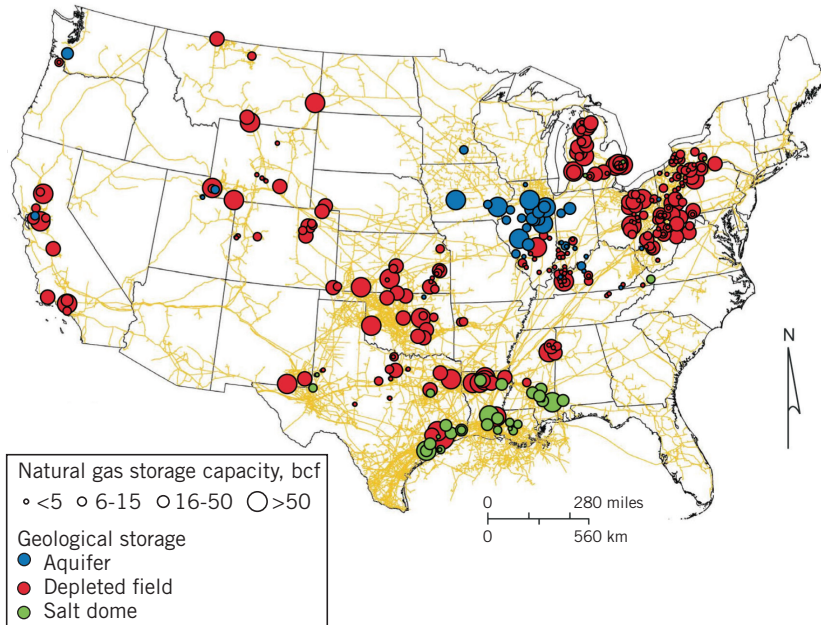 N
0 280 miles
0 560 km
Natural gas storage capacity, bcf
<5 6-15 16-50 >50
Geological storage
Aquifer
Depleted field
Salt dome